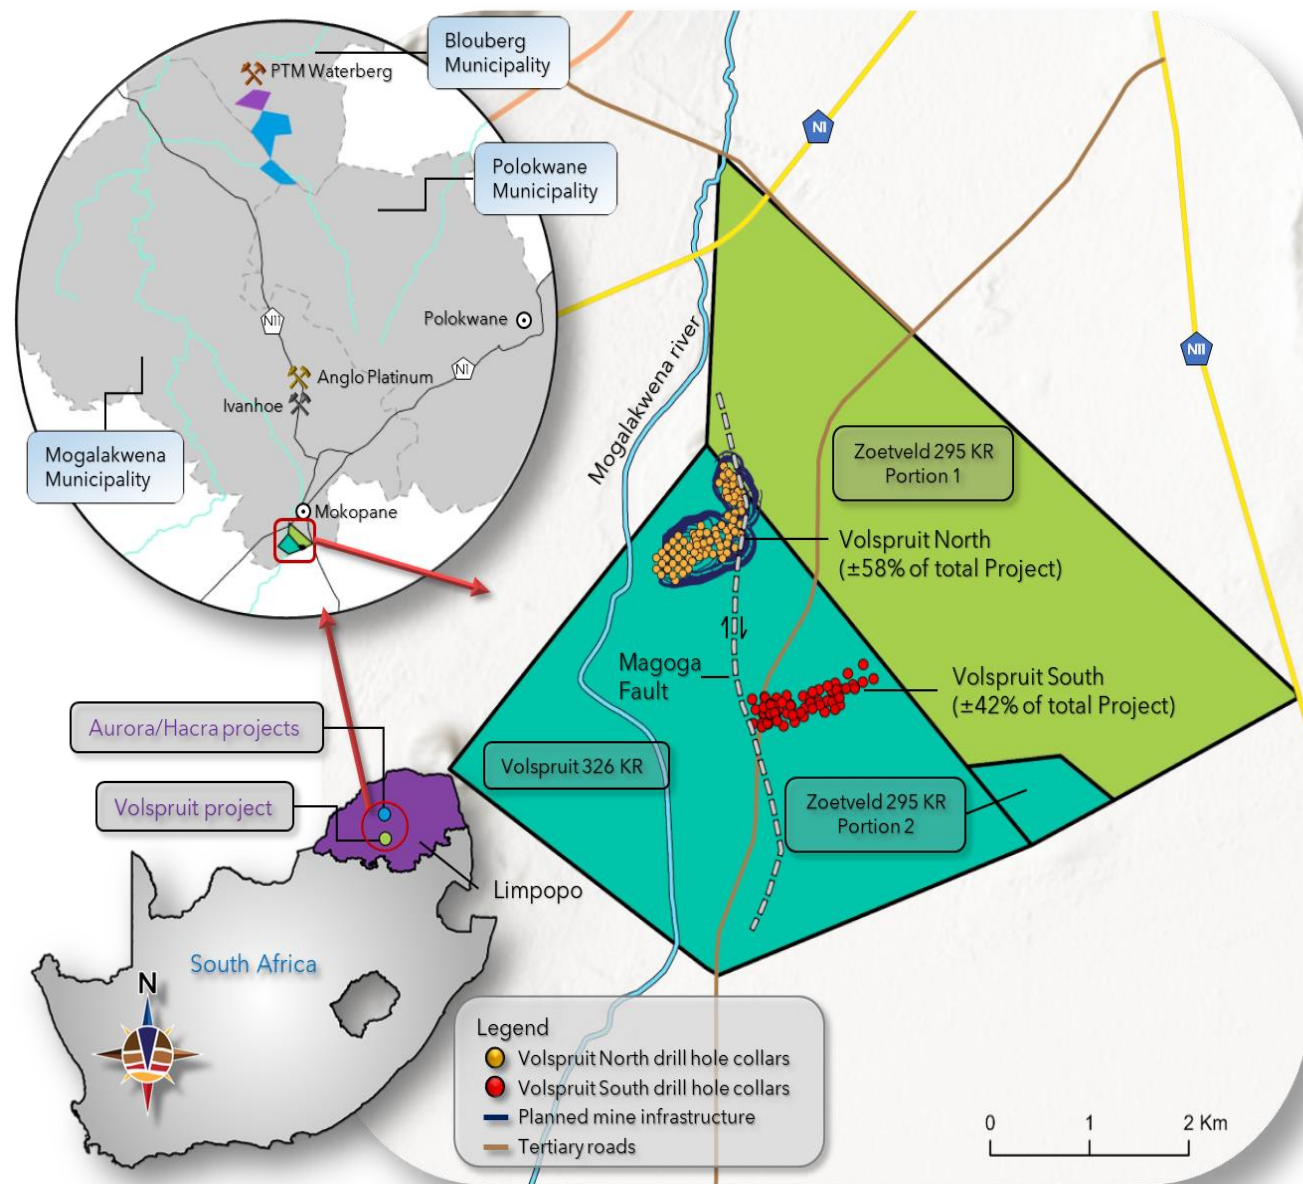 Blouberg
Municipality
PTM Waterberg
Polokwane
Municipality
N1
N11
Polokwane
N11
Anglo Platinum
N1
Ivanhoe
Mogalakwena
Municipality
Mokopane
Mogalakwena river
Zoetveld 295 KR
Portion 1
Volspruit North
(±58% of total Project)
Magoga
Fault
Volspruit South
(±42% of total Project)
Volspruit 326 KR
Zoetveld 295 KR
Portion 2
Aurora/Hacra projects
Volspruit project
Limpopo
South Africa
N
Legend
Volspruit North drill hole collars
Volspruit South drill hole collars
Planned mine infrastructure
Tertiary roads
0 1 2 Km